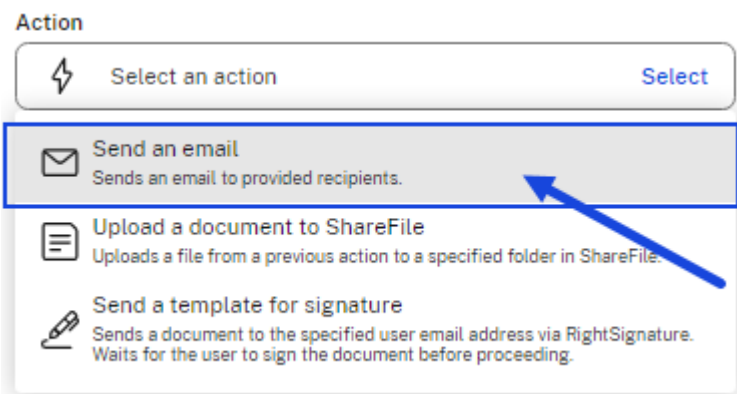 Action
Select an action Select
Send an email
Sends an email to provided recipients.
Upload a document to ShareFile
Uploads a file from a previous action to a specified folder in ShareFile.
Send a template for signature
Sends a document to the specified user email address via RightSignature.
Waits for the user to sign the document before proceeding.